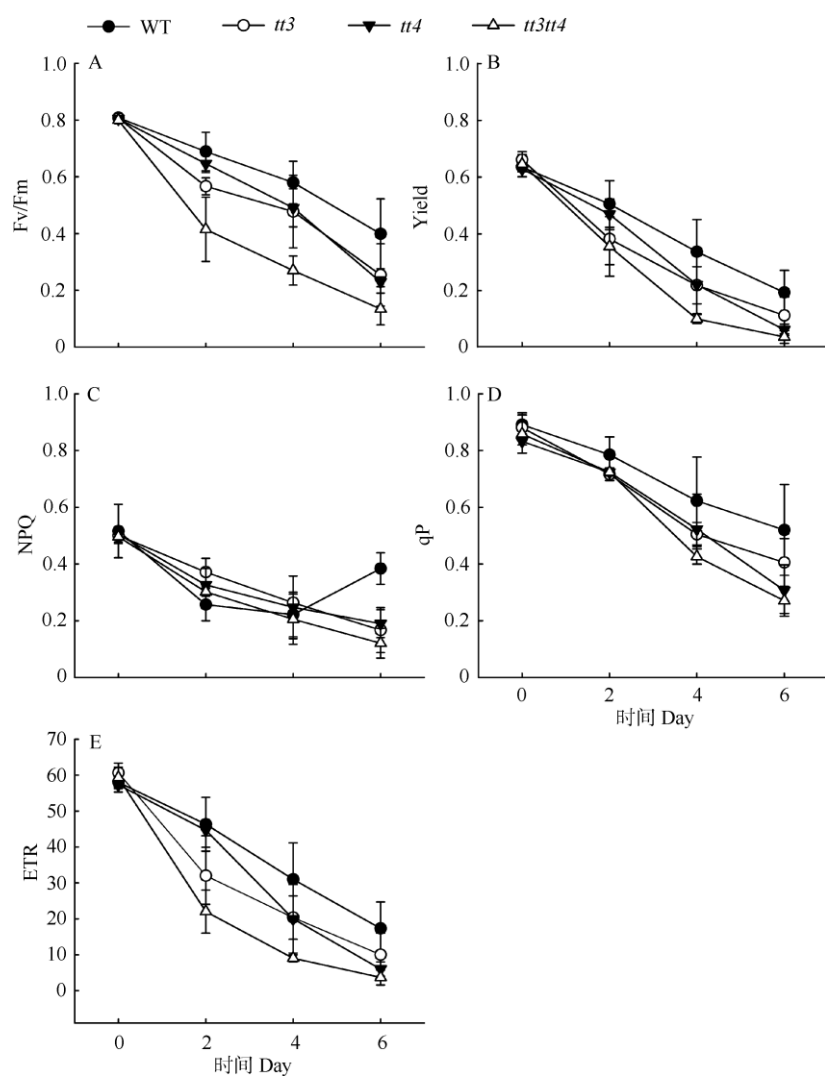 WT tt3 tt4 tt3tt4
A B
1.0 1.0
0.8 0.8
Fv/Fm 0.6 Yield 0.6
0.4 0.4
0.2 0.2
0 0
C D
1.0 1.0
0.8 0.8
NPQ 0.6 qP 0.6
0.4 0.4
0.2 0.2
0 0
0 2 4 6
时间 Day
E
70
60
50
40
ETR 30
20
10
0
0 2 4 6
时间 Day